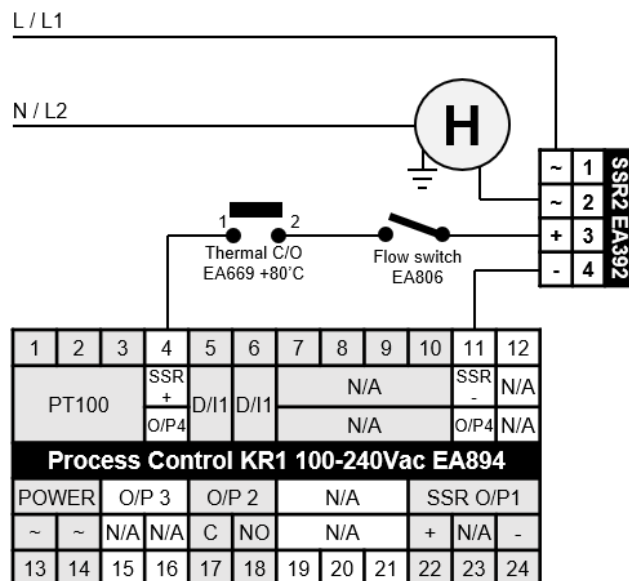 L / L1
N / L2
H
~ 1
~ 2
+ 3
- 4
SSR2 EA392
1 2
Thermal C/O
EA669 +80'C
Flow switch
EA806
1 2 3 4 5 6 7 8 9 10 11 12
PT100 SSR + D/I1 D/I1 N/A SSR - N/A
O/P4 N/A O/P4 N/A
Process Control KR1 100-240Vac EA894
POWER O/P 3 O/P 2 N/A SSR O/P1
~ ~ N/A N/A C NO N/A + N/A -
13 14 15 16 17 18 19 20 21 22 23 24